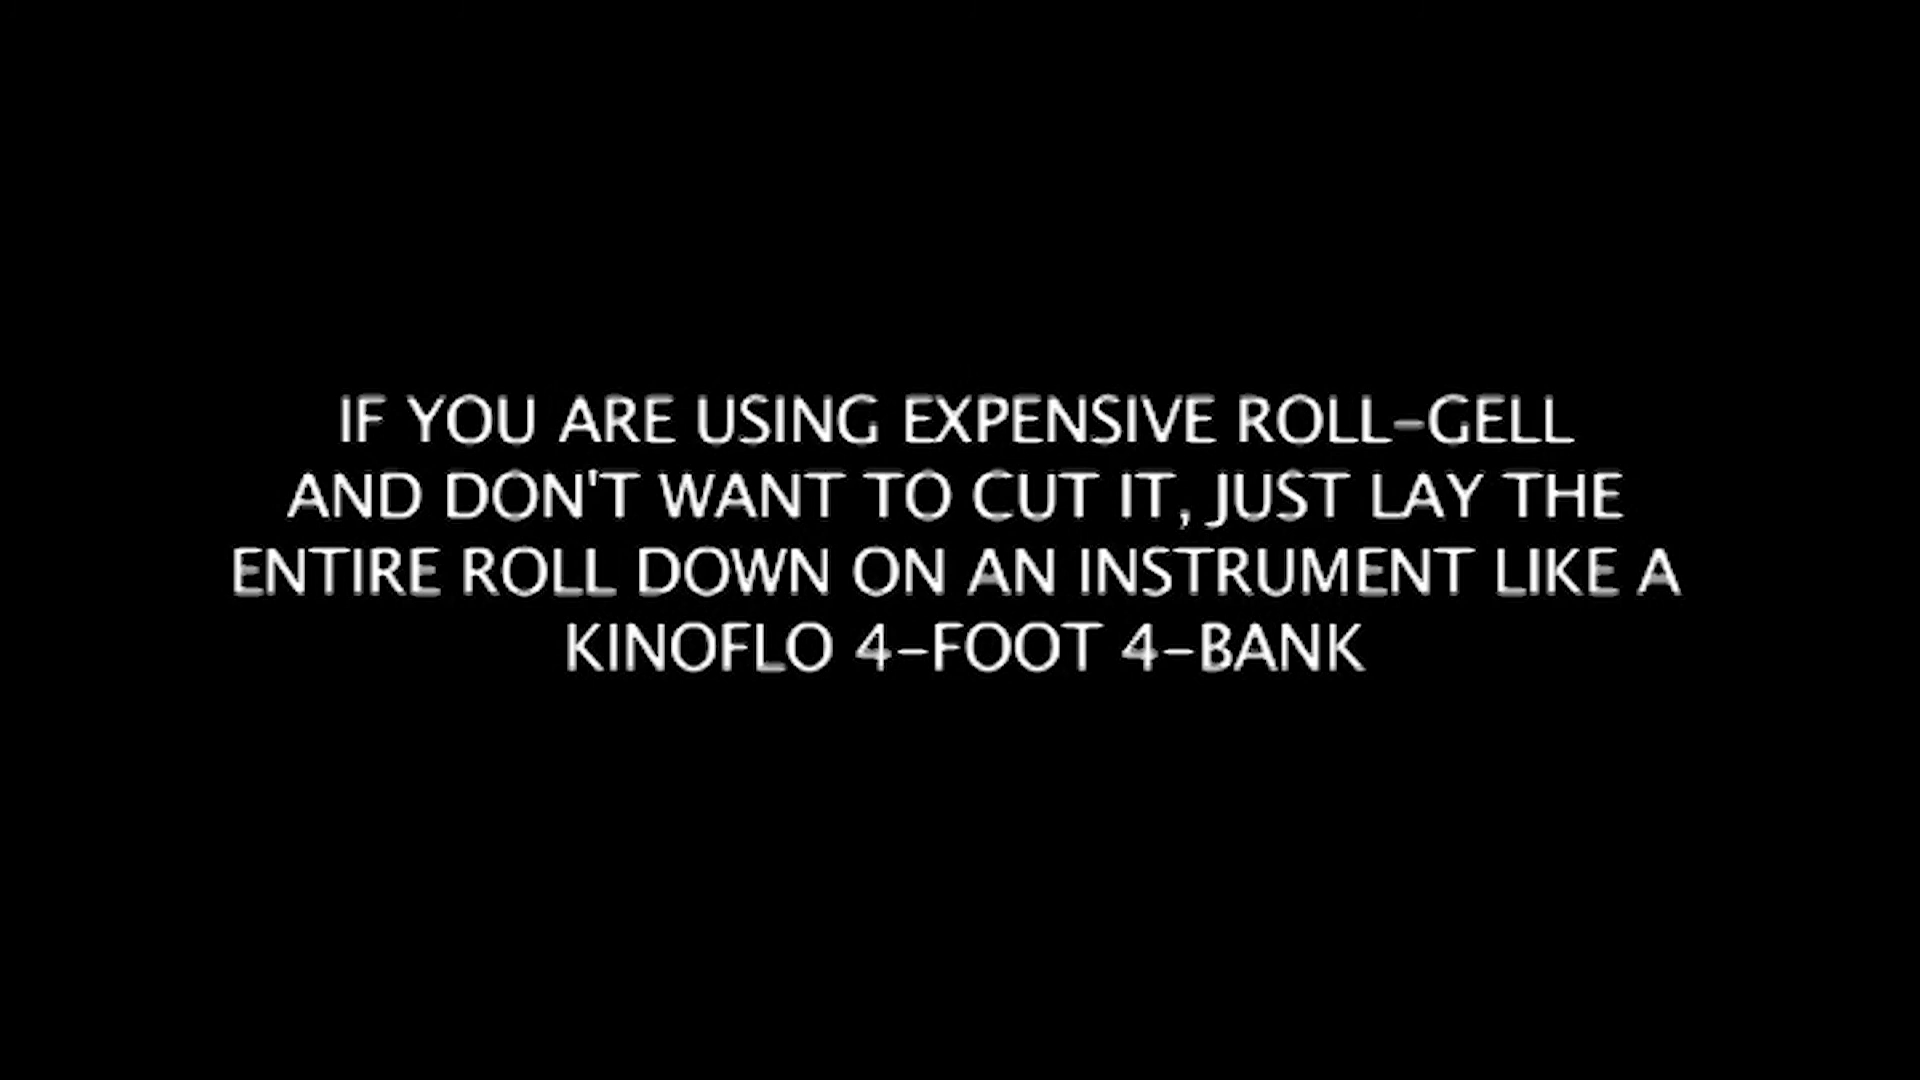 IF YOU ARE USING EXPENSIVE ROLL-GELL
AND DON'T WANT TO CUT IT, JUST LAY THE
ENTIRE ROLL DOWN ON AN INSTRUMENT LIKE A
KINOFLO 4-FOOT 4-BANK